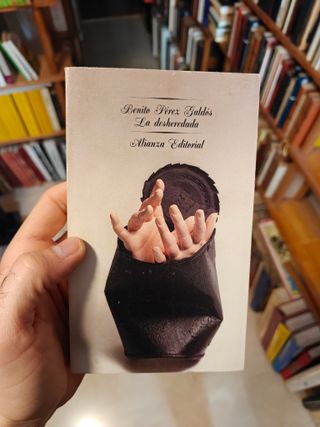 Benito Pérez Galdós
La desheredada
Alianza Editorial